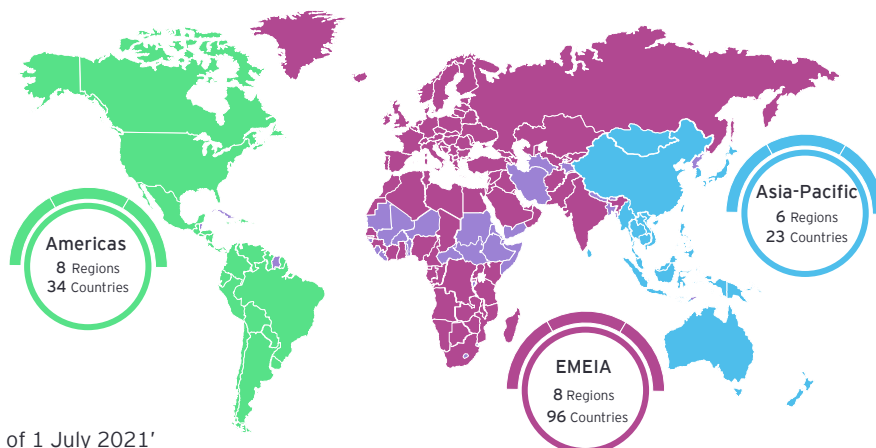 Americas
8 Regions
34 Countries
Asia-Pacific
6 Regions
23 Countries
EMEIA
8 Regions
96 Countries
of 1 July 2021′